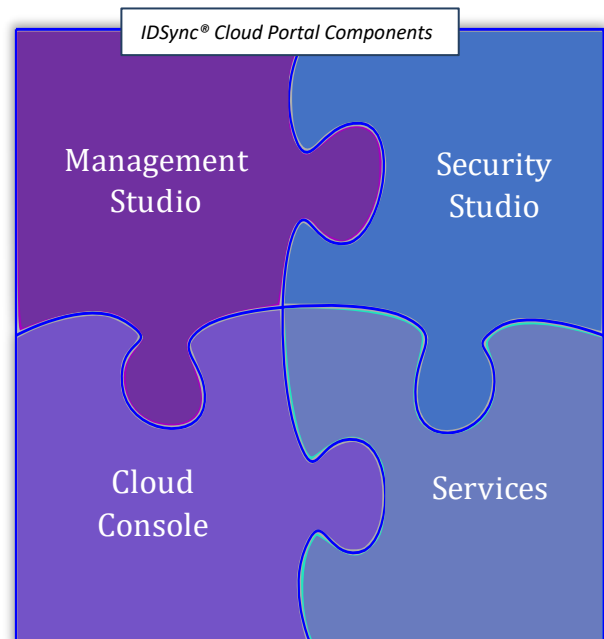 IDSync® Cloud Portal Components
Management
Studio
Security
Studio
Cloud
Console
Services